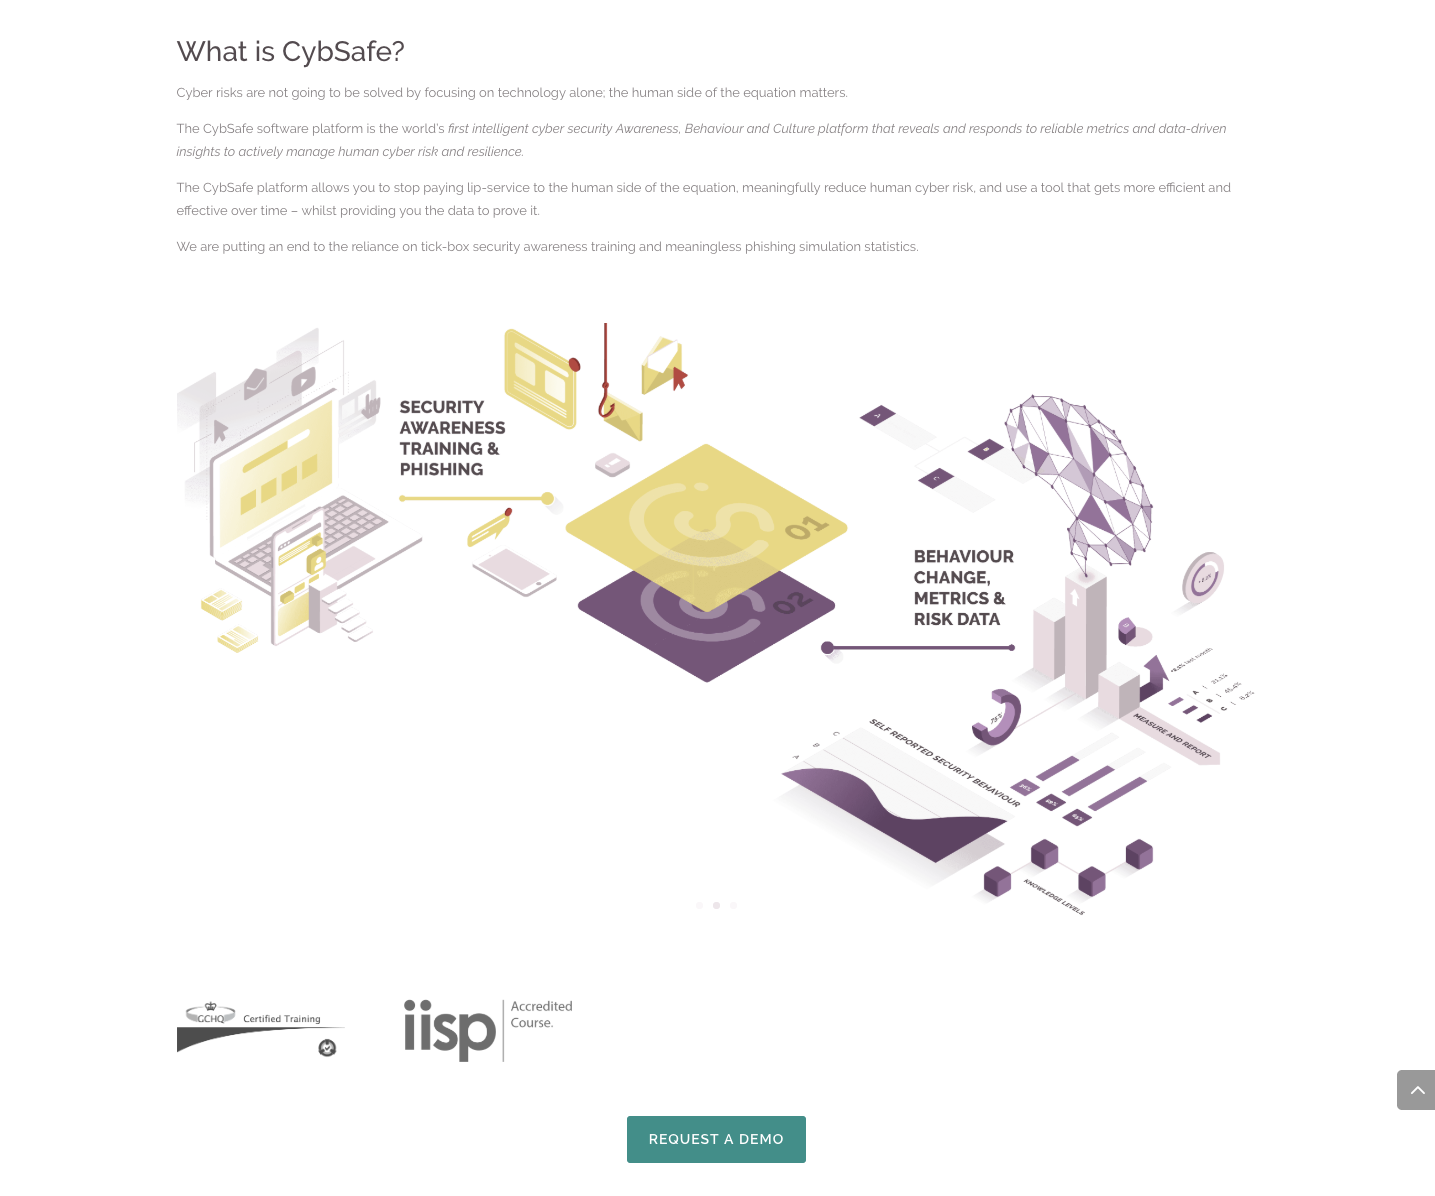 What is CybSafe?
Cyber risks are not going to be solved by focusing on technology alone; the human side of the equation matters.
The CybSafe software platform is the world's first intelligent cyber security Awareness, Behaviour and Culture platform that reveals and responds to reliable metrics and data-driven
insights to actively manage human cyber risk and resilience.
The CybSafe platform allows you to stop paying lip-service to the human side of the equation, meaningfully reduce human cyber risk, and use a tool that gets more efficient and
effective over time – whilst providing you the data to prove it.
We are putting an end to the reliance on tick-box security awareness training and meaningless phishing simulation statistics.
SECURITY
AWARENESS
TRAINING &
PHISHING
01
02
A
B
C
BEHAVIOUR
CHANGE,
METRICS &
RISK DATA
last month
A
B
C
MEASURE AND REPORT
SELF REPORTED SECURITY BEHAVIOUR
C
B
A
KNOWLEDGE LEVELS
GCHQ Certified Training
iisp Accredited
Course.
REQUEST A DEMO